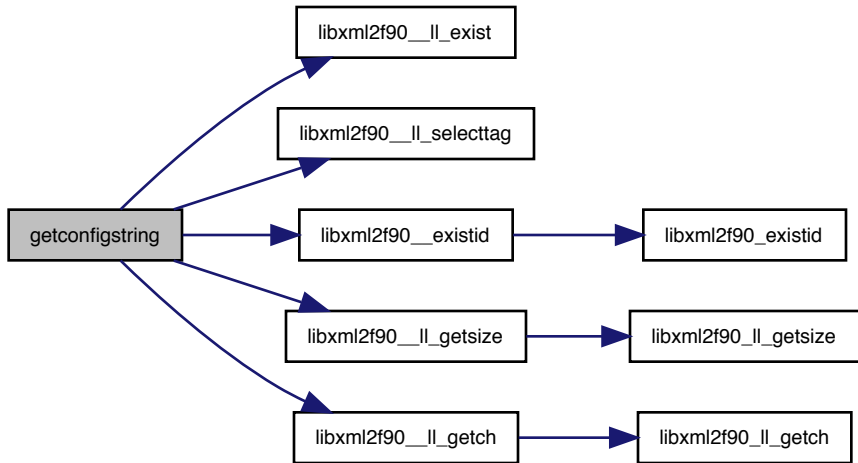 libxml2f90__ll_exist
libxml2f90__ll_selecttag
getconfigstring
libxml2f90__existid
libxml2f90_existid
libxml2f90__ll_getsize
libxml2f90_ll_getsize
libxml2f90__ll_getch
libxml2f90_ll_getch